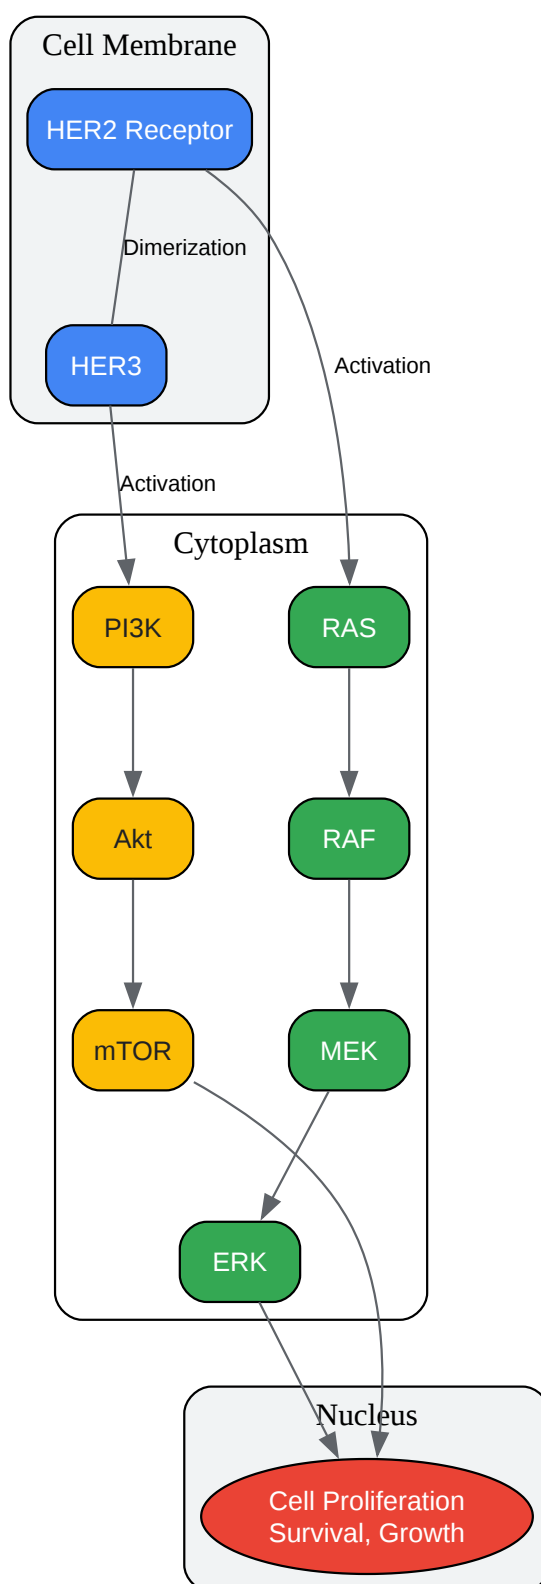 Cell Membrane
HER2 Receptor
Dimerization
HER3
Activation
Activation
Cytoplasm
PI3K
RAS
Akt
RAF
mTOR
MEK
ERK
Nucleus
Cell Proliferation
Survival, Growth